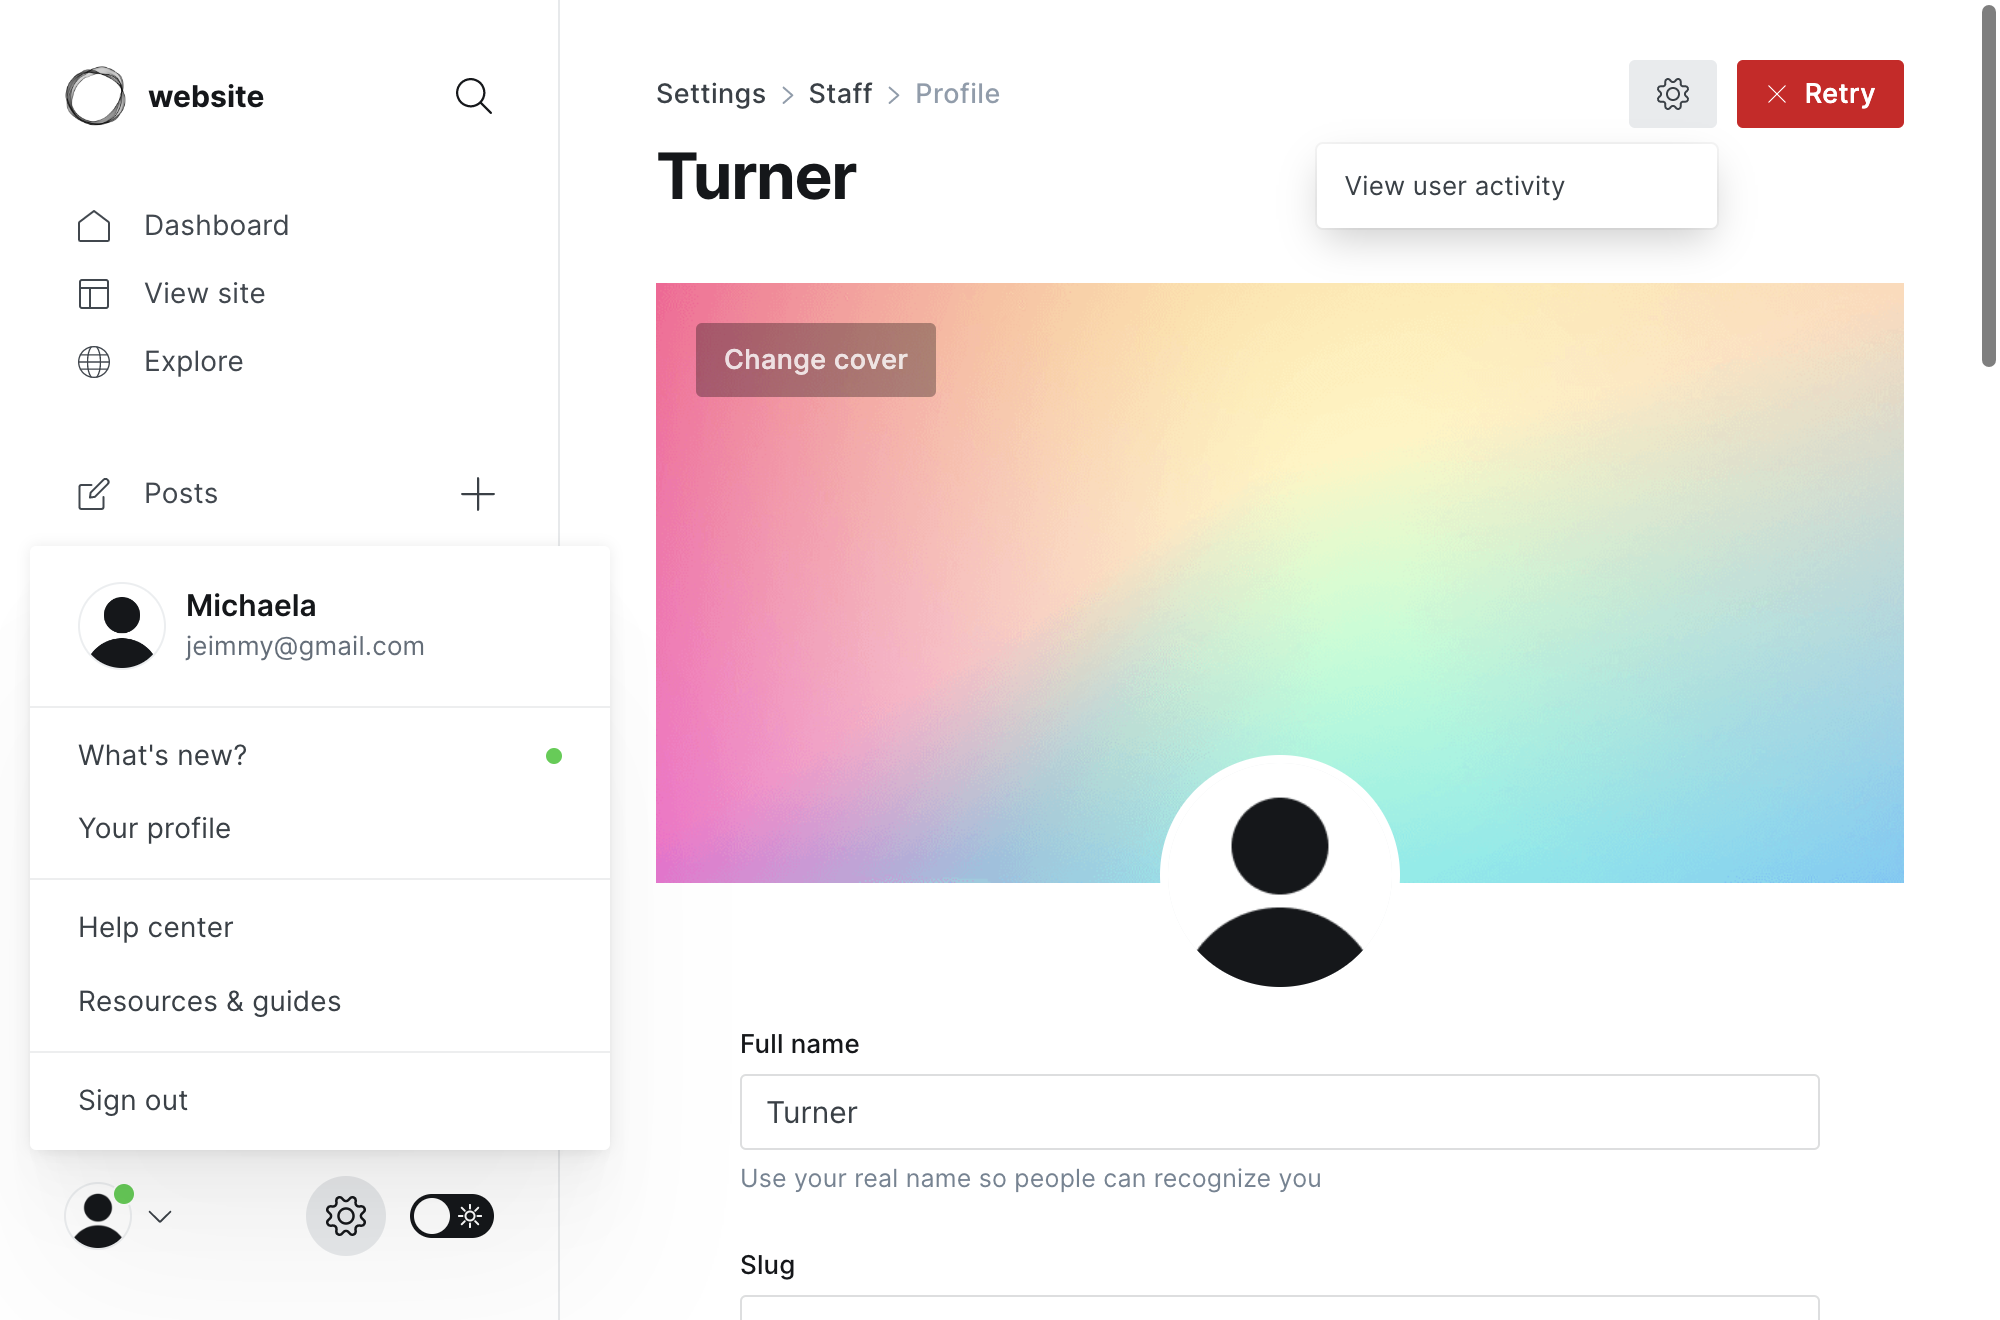 website
Dashboard
View site
Explore
Posts
Michaela
jeimmy@gmail.com
What's new?
Your profile
Help center
Resources & guides
Sign out
Settings > Staff > Profile
Retry
Turner
View user activity
Change cover
Full name
Turner
Use your real name so people can recognize you
Slug